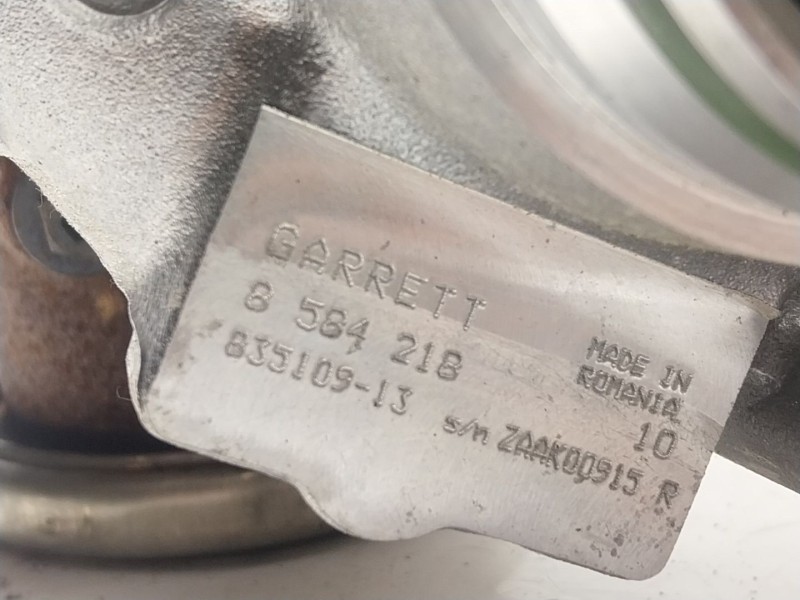 GARRETT
8 584 218
835109-13
MADE IN
ROMANIA
10
s/n ZAAK00915 R